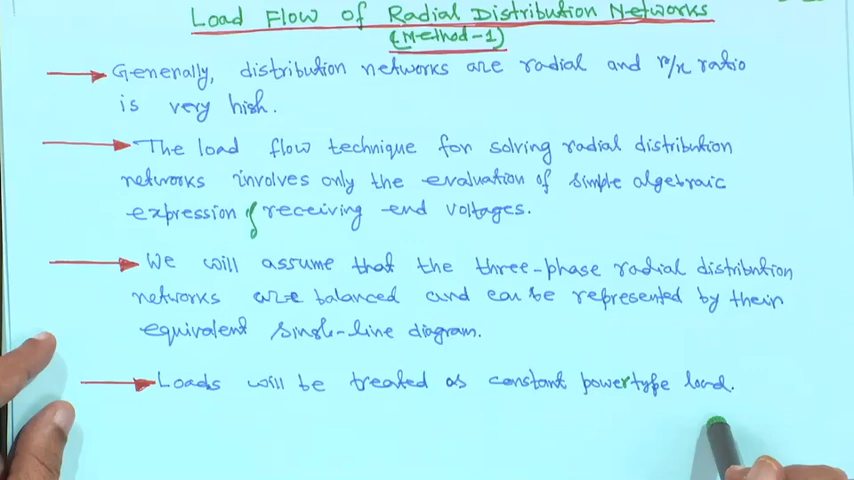 Load Flow of Radial Distribution Networks
(Method-1)
Generally, distribution networks are radial and r/x ratio
is very high.
The load flow technique for solving radial distribution
networks involves only the evaluation of simple algebraic
expression of receiving end voltages.
We will assume that the three-phase radial distribution
networks are balanced and can be represented by their
equivalent single-line diagram.
Loads will be treated as constant power type load.